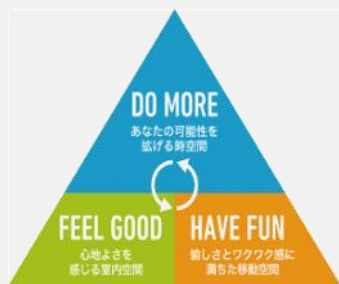 DO MORE
あなたの可能性を
拡げる時空間
FEEL GOOD
心地よさを
感じる室内空間
HAVE FUN
愉しさとワクワク感に
満ちた移動空間